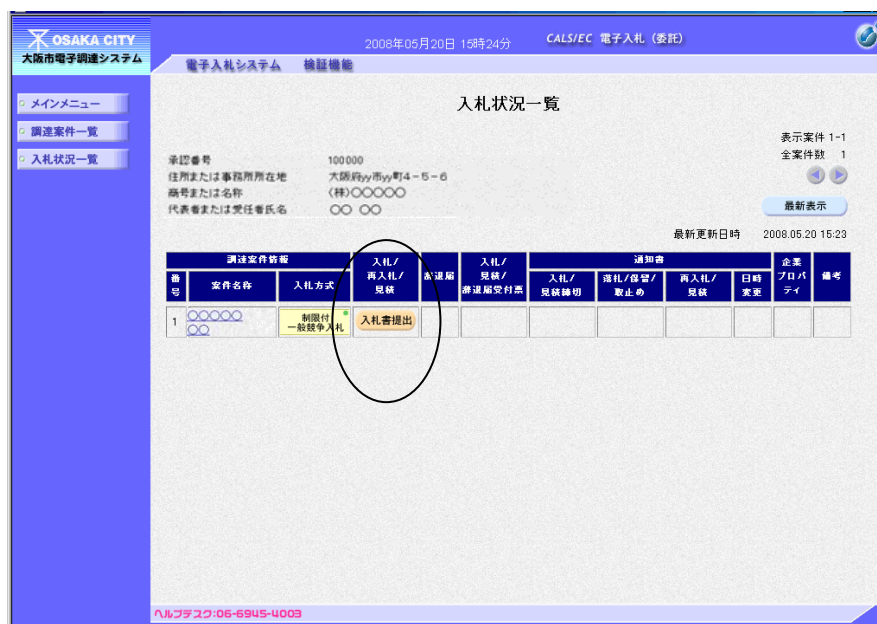 OSAKA CITY
大阪市電子調達システム
2008年05月20日 15時24分
CALS/EC 電子入札（委託）
電子入札システム 検証機能
メインメニュー
調達案件一覧
入札状況一覧
入札状況一覧
表示案件 1-1
全案件数 1
承認番号 100000
住所または事務所所在地 大阪府yy市yy町4-5-6
商号または名称 (株)○○○○○
代表者または受任者氏名 ○○ ○○
最新表示
最新更新日時 2008.05.20 15:23
調達案件情報
番号
案件名称
入札方式
入札/
再入札/
見積
辞退届
入札/
見積/
辞退届受付票
通知書
入札/
見積締切
落札/保留/
取止め
再入札/
見積
日時
変更
企業
プロパ
ティ
備考
1
○○○○○
○○
制限付
一般競争入札
入札書提出
ヘルプデスク:06-6945-4003